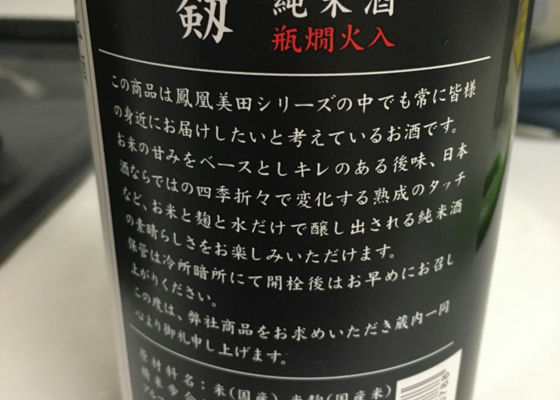 剱
純米酒
瓶燗火入
この商品は鳳凰美田シリーズの中でも常に皆様
の身近にお届けしたいと考えているお酒です。
お米の甘みをベースとしキレのある後味、日本
酒ならではの四季折々で変化する熟成のタッチ
など、お米と麹と水だけで醸し出される純米酒
の素晴らしさをお楽しみいただけます。
保管は冷所暗所にて開栓後はお早めにお召し
上がりください。
この度は、弊社商品をお求めいただき蔵内一同
心より御礼申し上げます。
原材料名：米(国産) 米麹(国産米)
精米歩合
アルコー